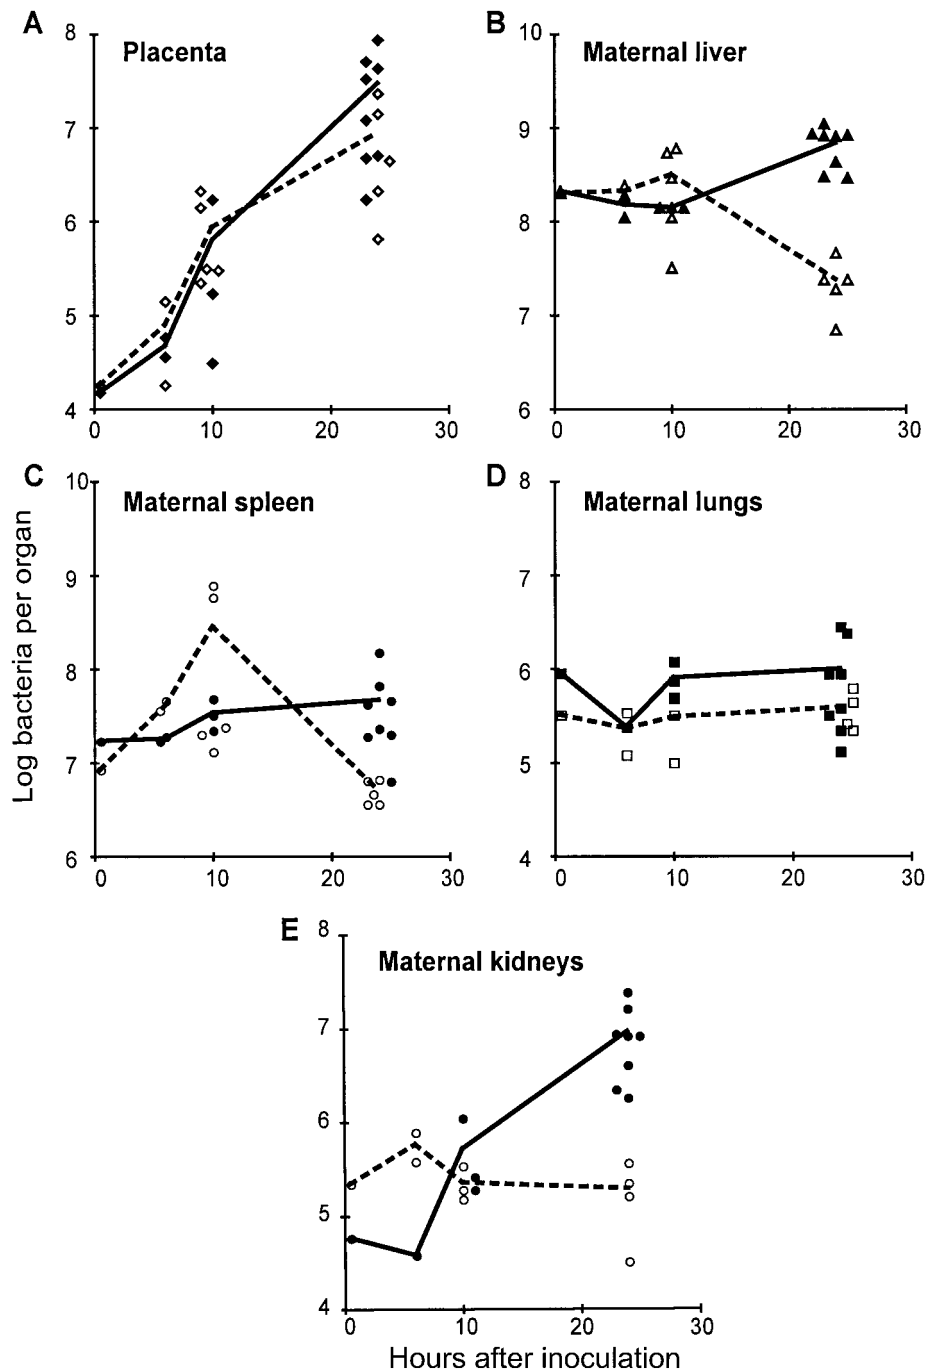 A
Placenta
8
7
6
5
4
0 10 20 30
B
Maternal liver
10
9
8
7
6
0 10 20 30
C
Maternal spleen
10
9
8
7
6
0 10 20 30
D
Maternal lungs
8
7
6
5
4
0 10 20 30
Log bacteria per organ
E
Maternal kidneys
8
7
6
5
4
0 10 20 30
Hours after inoculation